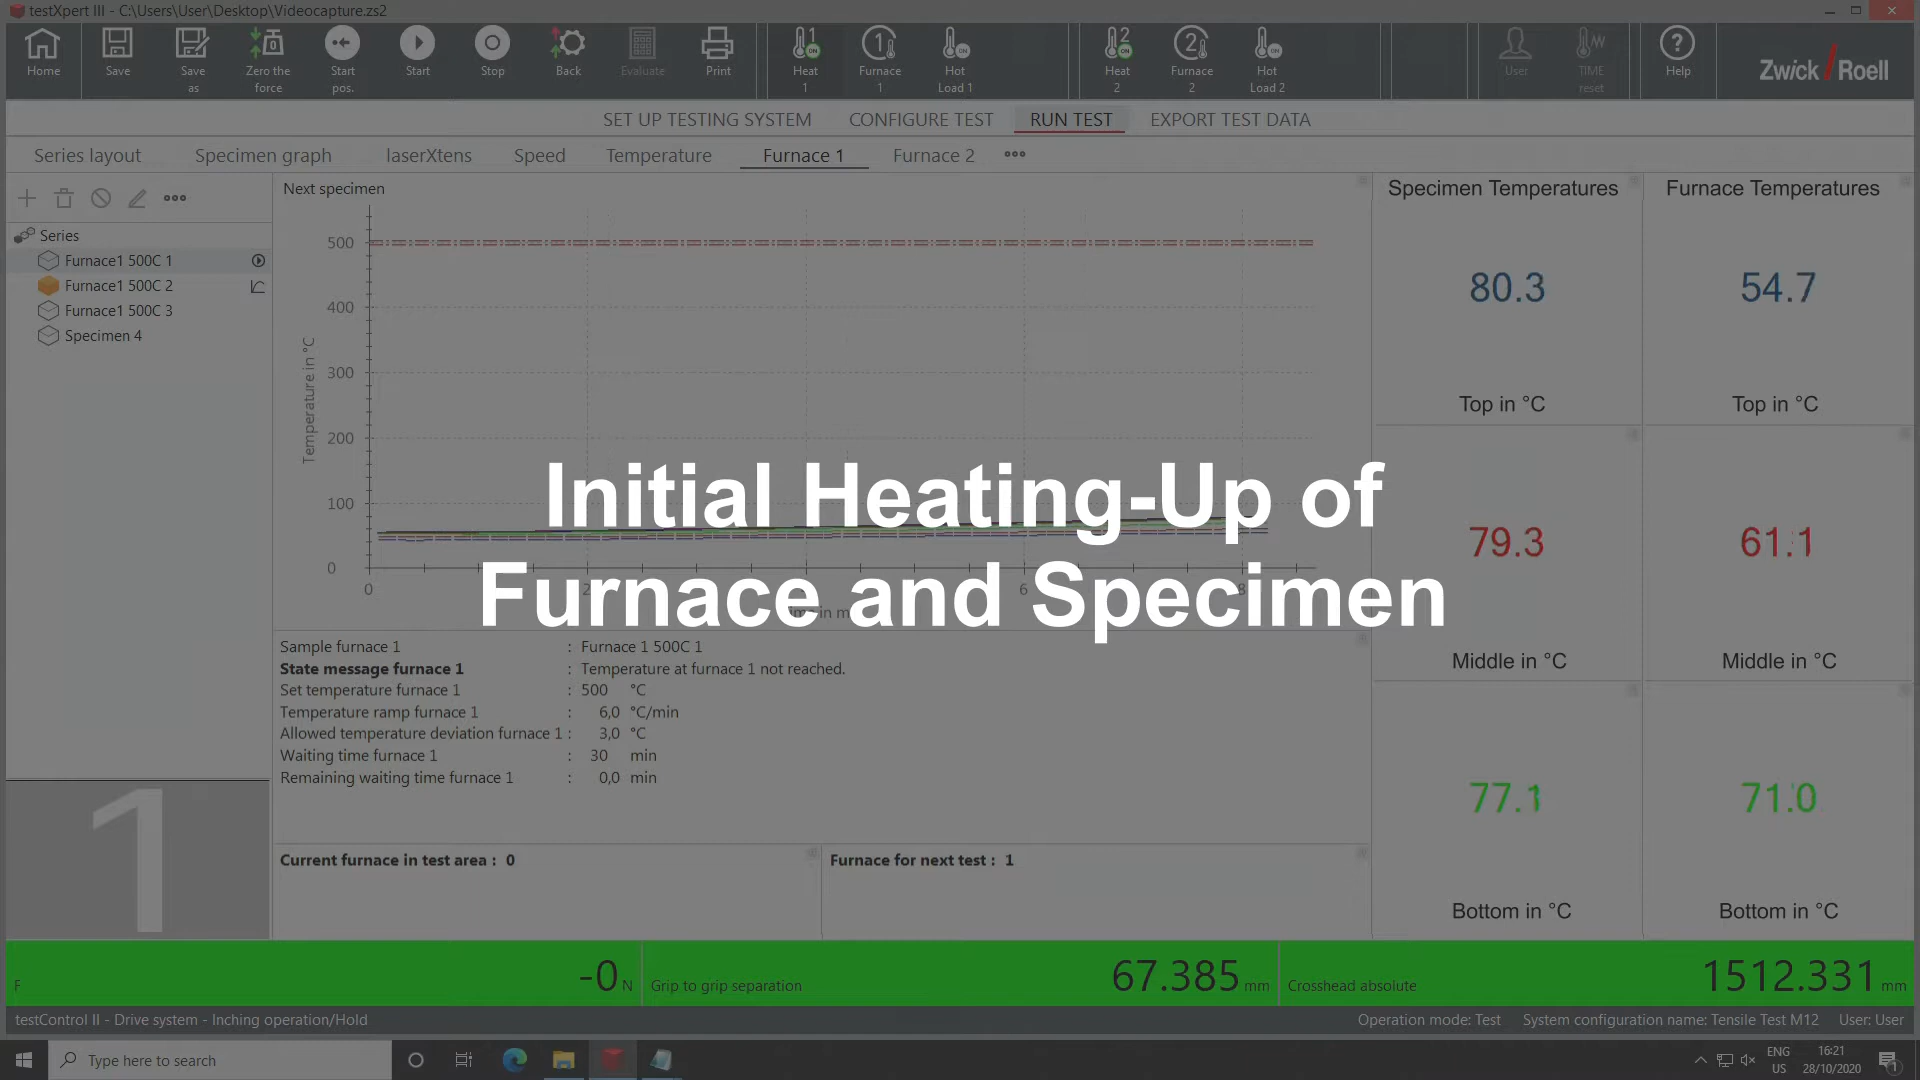 testXpert III - C:\Users\User\Desktop\Videocapture.zs2
Home
Save
Save as
Zero the force
Start pos.
Start
Stop
Back
Evaluate
Print
1
ON
Heat 1
1
Furnace 1
Hot Load 1
2
ON
Heat 2
2
Furnace 2
Hot Load 2
User
TIME reset
Help
Zwick / Roell
SET UP TESTING SYSTEM
CONFIGURE TEST
RUN TEST
EXPORT TEST DATA
Series layout
Specimen graph
laserXtens
Speed
Temperature
Furnace 1
Furnace 2
Series
Furnace1 500C 1
Furnace1 500C 2
Furnace1 500C 3
Specimen 4
1
Next specimen
Temperature in °C
500
400
300
200
100
0
0
2
6
8
Initial Heating-Up of
Furnace and Specimen
Sample furnace 1 : Furnace 1 500C 1
State message furnace 1 : Temperature at furnace 1 not reached.
Set temperature furnace 1 : 500 °C
Temperature ramp furnace 1 : 6,0 °C/min
Allowed temperature deviation furnace 1 : 3,0 °C
Waiting time furnace 1 : 30 min
Remaining waiting time furnace 1 : 0,0 min
Current furnace in test area : 0
Furnace for next test : 1
Specimen Temperatures
80.3
Top in °C
79.3
Middle in °C
77.1
Bottom in °C
Furnace Temperatures
54.7
Top in °C
61.1
Middle in °C
71.0
Bottom in °C
F -0 N
Grip to grip separation 67.385 mm
Crosshead absolute 1512.331 mm
testControl II - Drive system - Inching operation/Hold
Operation mode: Test
System configuration name: Tensile Test M12
User: User
Type here to search
ENG
US
16:21
28/10/2020
1